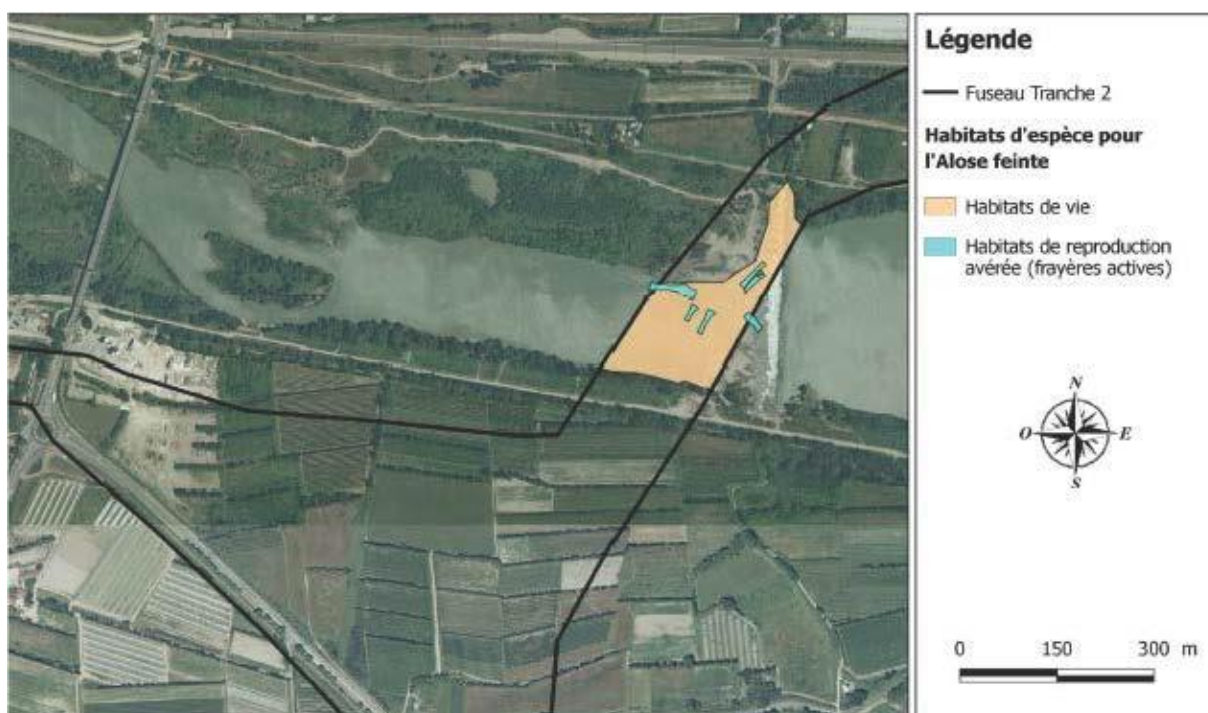 Légende
Fuseau Tranche 2
Habitats d'espèce pour
l'Alose feinte
Habitats de vie
Habitats de reproduction
avérée (frayères actives)
N
O
E
S
0 150 300 m